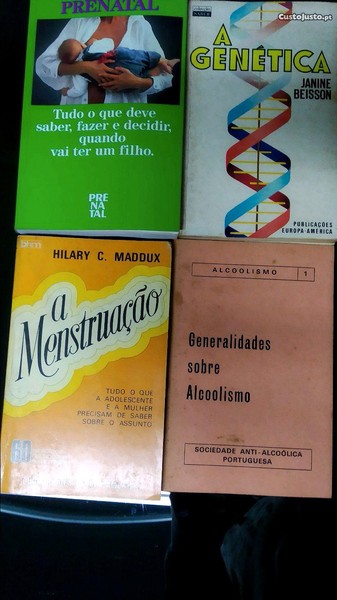 PRENATAL
Tudo o que deve
saber, fazer e decidir,
quando
vai ter um filho.
PRE
NA
TAL
CustoJusto.pt
A
GENÉTICA
JANINE
BEISSON
PUBLICAÇÕES
EUROPA-AMÉRICA
HILARY C. MADDUX
a
Menstruação
TUDO O QUE
A ADOLESCENTE
E A MULHER
PRECISAM DE SABER
SOBRE O ASSUNTO
ALCOOLISMO 1
Generalidades
sobre
Alcoolismo
SOCIEDADE ANTI-ALCOÓLICA
PORTUGUESA